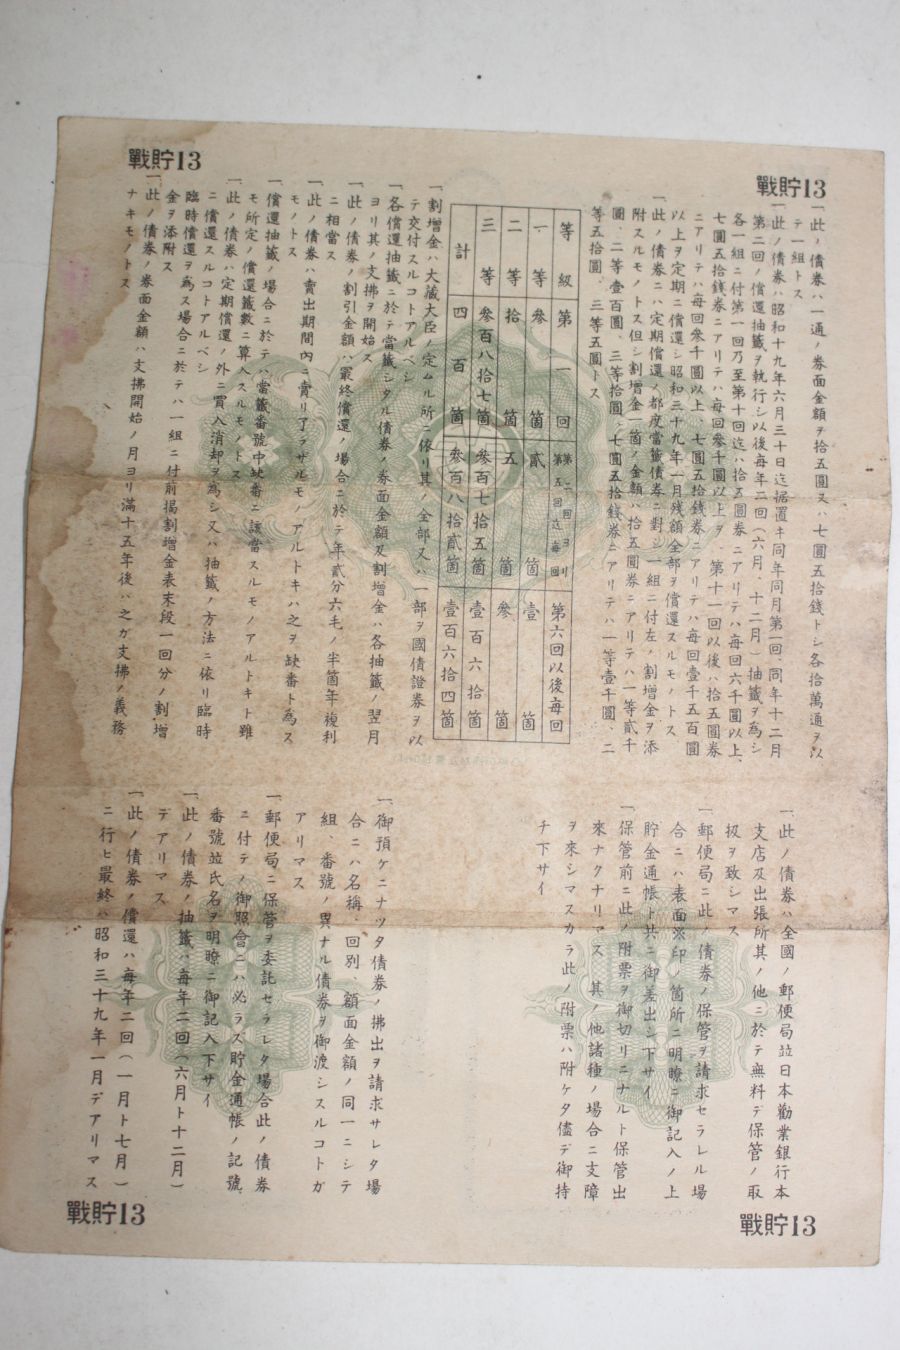 戰貯13
戰貯13
一、此ノ債券ハ一通ノ券面金額ヲ拾五圓又ハ七圓五拾錢トシ各拾萬通ヲ以
テ一組トス
一、此ノ債券ハ昭和十九年六月三十日迄据置キ同年同月第一回、同年十二月
第二回ノ償還抽籤ヲ執行シ以後每年二回(六月、十二月)抽籤ヲ為シ
各一組ニ付第一回乃至第十回迄ハ拾五圓券ニアリテハ每回六千圓以上、
七圓五拾錢券ニアリテハ每回參千圓以上ヲ、第十一回以後ハ拾五圓券
ニアリテハ每回參千圓以上、七圓五拾錢券ニアリテハ每回壹千五百圓
以上ヲ定期ニ償還シ昭和三十九年一月殘額全部ヲ償還スルモノトス
一、此ノ債券ニハ定期償還ノ都度當籤債券ニ對シ一組ニ付左ノ割增金ヲ添
附スルモノトス但シ割增金一箇ノ金額ハ拾五圓券ニアリテハ一等貳千
圓、二等壹百圓、三等拾圓、七圓五拾錢券ニアリテハ一等壹千圓、二
等五拾圓、三等五圓トス
等級 第一回 第二回ヨリ第五回迄每回 第六回以後每回
一等 參箇 貳箇 壹箇
二等 拾箇 五箇 參箇
三等 參百八拾七箇 參百七拾五箇 壹百六拾箇
計 四百箇 參百八拾貳箇 壹百六拾四箇
一、割增金ハ大藏大臣ノ定ムル所ニ依リ其ノ全部又ハ一部ヲ國債證券ヲ以
テ交付スルコトアルベシ
一、各償還抽籤ニ於テ當籤シタル債券ノ券面金額及割增金ハ各抽籤ノ翌月
ヨリ其ノ支拂ヲ開始ス
一、此ノ債券ノ割引金額ハ最終償還ノ場合ニ於テ年貳分六毛ノ半箇年複利
ニ相當ス
一、此ノ債券ハ賣出期間內ニ賣リ了ラザルモノアルトキハ之ヲ缺番ト為ス
モノトス
一、償還抽籤ノ場合ニ於テハ當籤番號中缺番ニ該當スルモノアルトキト雖
モ所定ノ償還籤數ニ算入スルモノトス
一、此ノ債券ハ定期償還ノ外ニ買入消却ヲ為シ又ハ抽籤ノ方法ニ依リ臨時
ニ償還スルコトアルベシ
臨時償還ヲ為ス場合ニ於テハ一組ニ付前揭割增金表末段一回分ノ割增
金ヲ添附ス
一、此ノ債券ノ券面金額ハ支拂開始ノ月ヨリ滿十五年後ハ之ガ支拂ノ義務
ナキモノトス
一、此ノ債券ハ全國ノ郵便局竝日本勸業銀行本
支店及出張所其ノ他ニ於テ無料デ保管ノ取
扱ヲ致シマス
一、郵便局ニ此ノ債券ノ保管ヲ請求セラレル場
合ニハ表面※印ノ箇所ニ明瞭ニ御記入ノ上
貯金通帳ト共ニ御差出シ下サイ
一、保管前ニ此ノ附票ヲ御切リニナルト保管出
來ナクナリマス 其ノ他諸種ノ場合ニ支障
ヲ來シマスカラ此ノ附票ハ附ケタ儘デ御持
チ下サイ
一、御預ケニナツタ債券ノ拂出ヲ請求サレタ場
合ニハ名稱、回別、額面金額ノ同一ニシテ
組、番號ノ異ナル債券ヲ御渡シスルコトガ
アリマス
一、郵便局ニ保管ヲ委託セラレタ場合此ノ債券
ニ付テノ御照會ニハ必ラズ貯金通帳ノ記號
番號竝氏名ヲ明瞭ニ御記入下サイ
一、此ノ債券ノ抽籤ハ每年二回(六月ト十二月)
デアリマス
一、此ノ債券ノ償還ハ每年二回(一月ト七月)
ニ行ヒ最終ハ昭和三十九年一月デアリマス
戰貯13
戰貯13